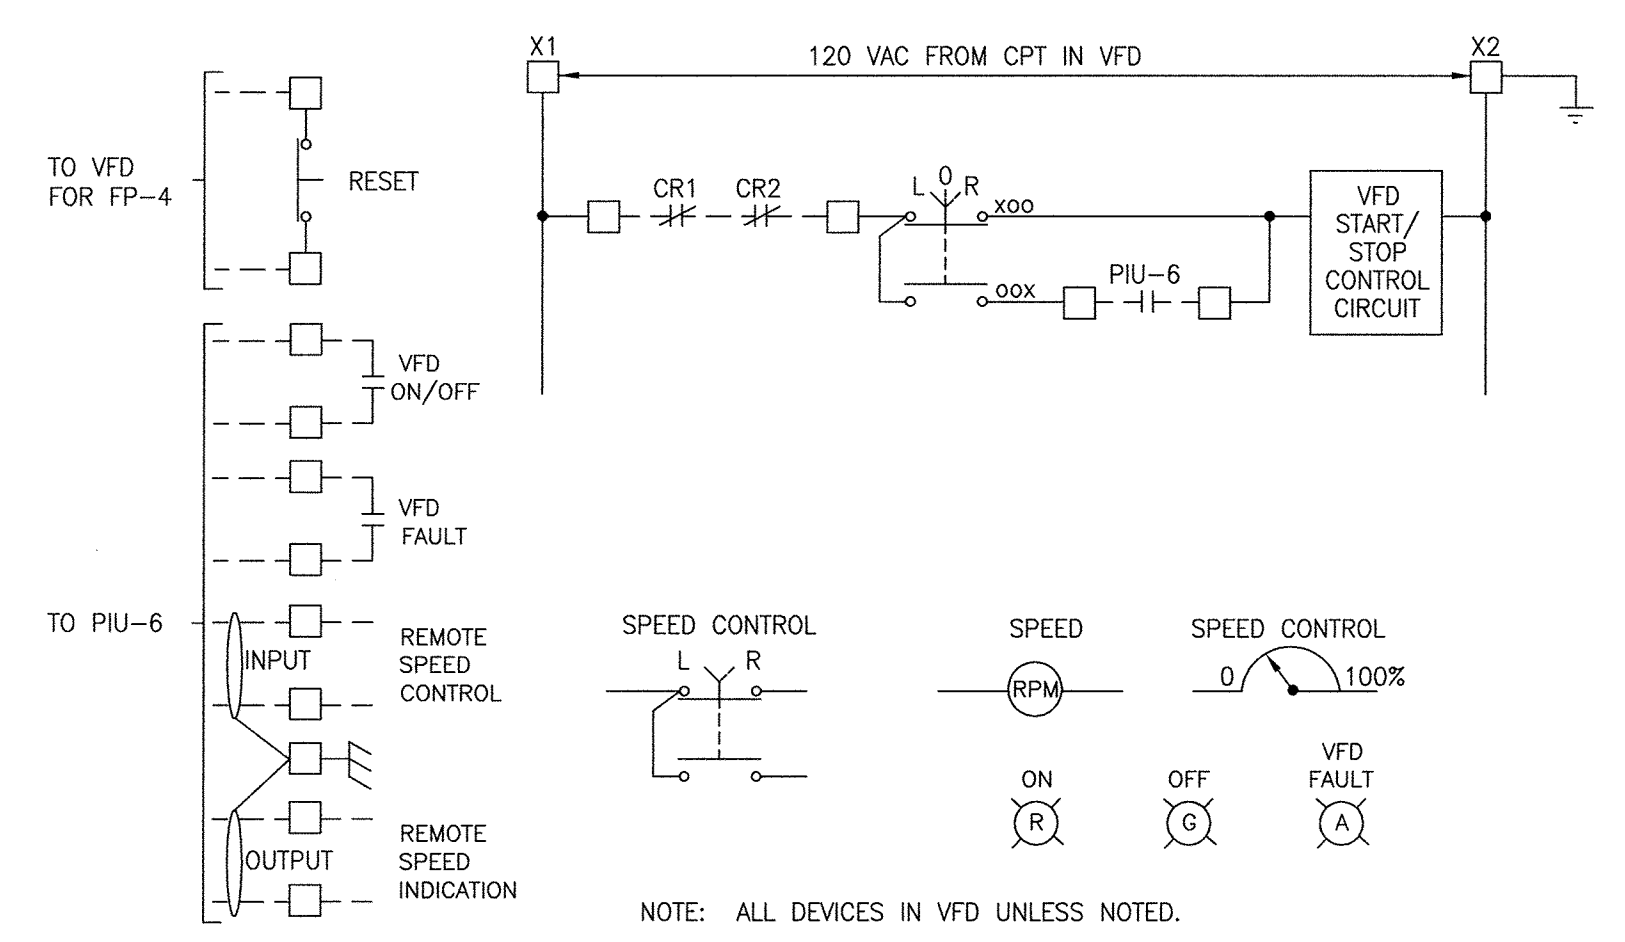 X1
120 VAC FROM CPT IN VFD
X2
TO VFD
FOR FP-4
RESET
CR1
CR2
L O R
xoo
PIU-6
oox
VFD
START/
STOP
CONTROL
CIRCUIT
VFD
ON/OFF
VFD
FAULT
TO PIU-6
INPUT
REMOTE
SPEED
CONTROL
OUTPUT
REMOTE
SPEED
INDICATION
SPEED CONTROL
L R
SPEED
RPM
SPEED CONTROL
0
100%
ON
R
OFF
G
VFD
FAULT
A
NOTE: ALL DEVICES IN VFD UNLESS NOTED.